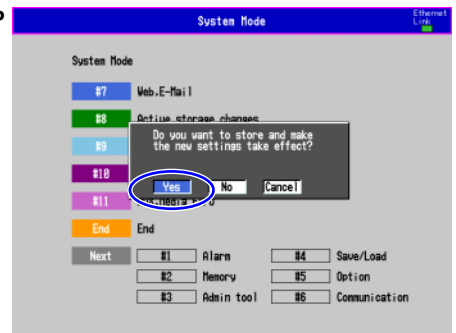 System Mode
Ethernet
Link
System Mode
#7 Web.E-Mail
#8 Active storage changes
#9
#10
#11
Do you want to store and make
the new settings take effect?
Yes No Cancel
End End
Next #1 Alarm #4 Save/Load
#2 Memory #5 Option
#3 Admin tool #6 Communication